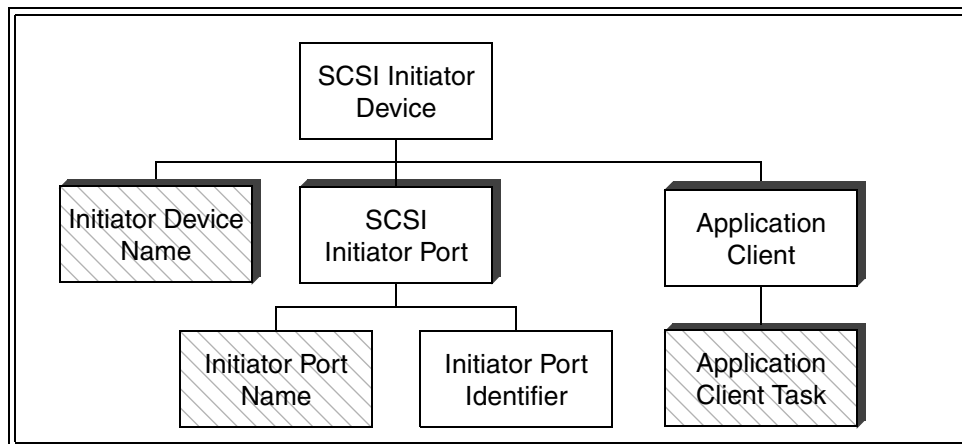 SCSI Initiator
Device
Initiator Device
Name
SCSI
Initiator Port
Application
Client
Initiator Port
Name
Initiator Port
Identifier
Application
Client Task